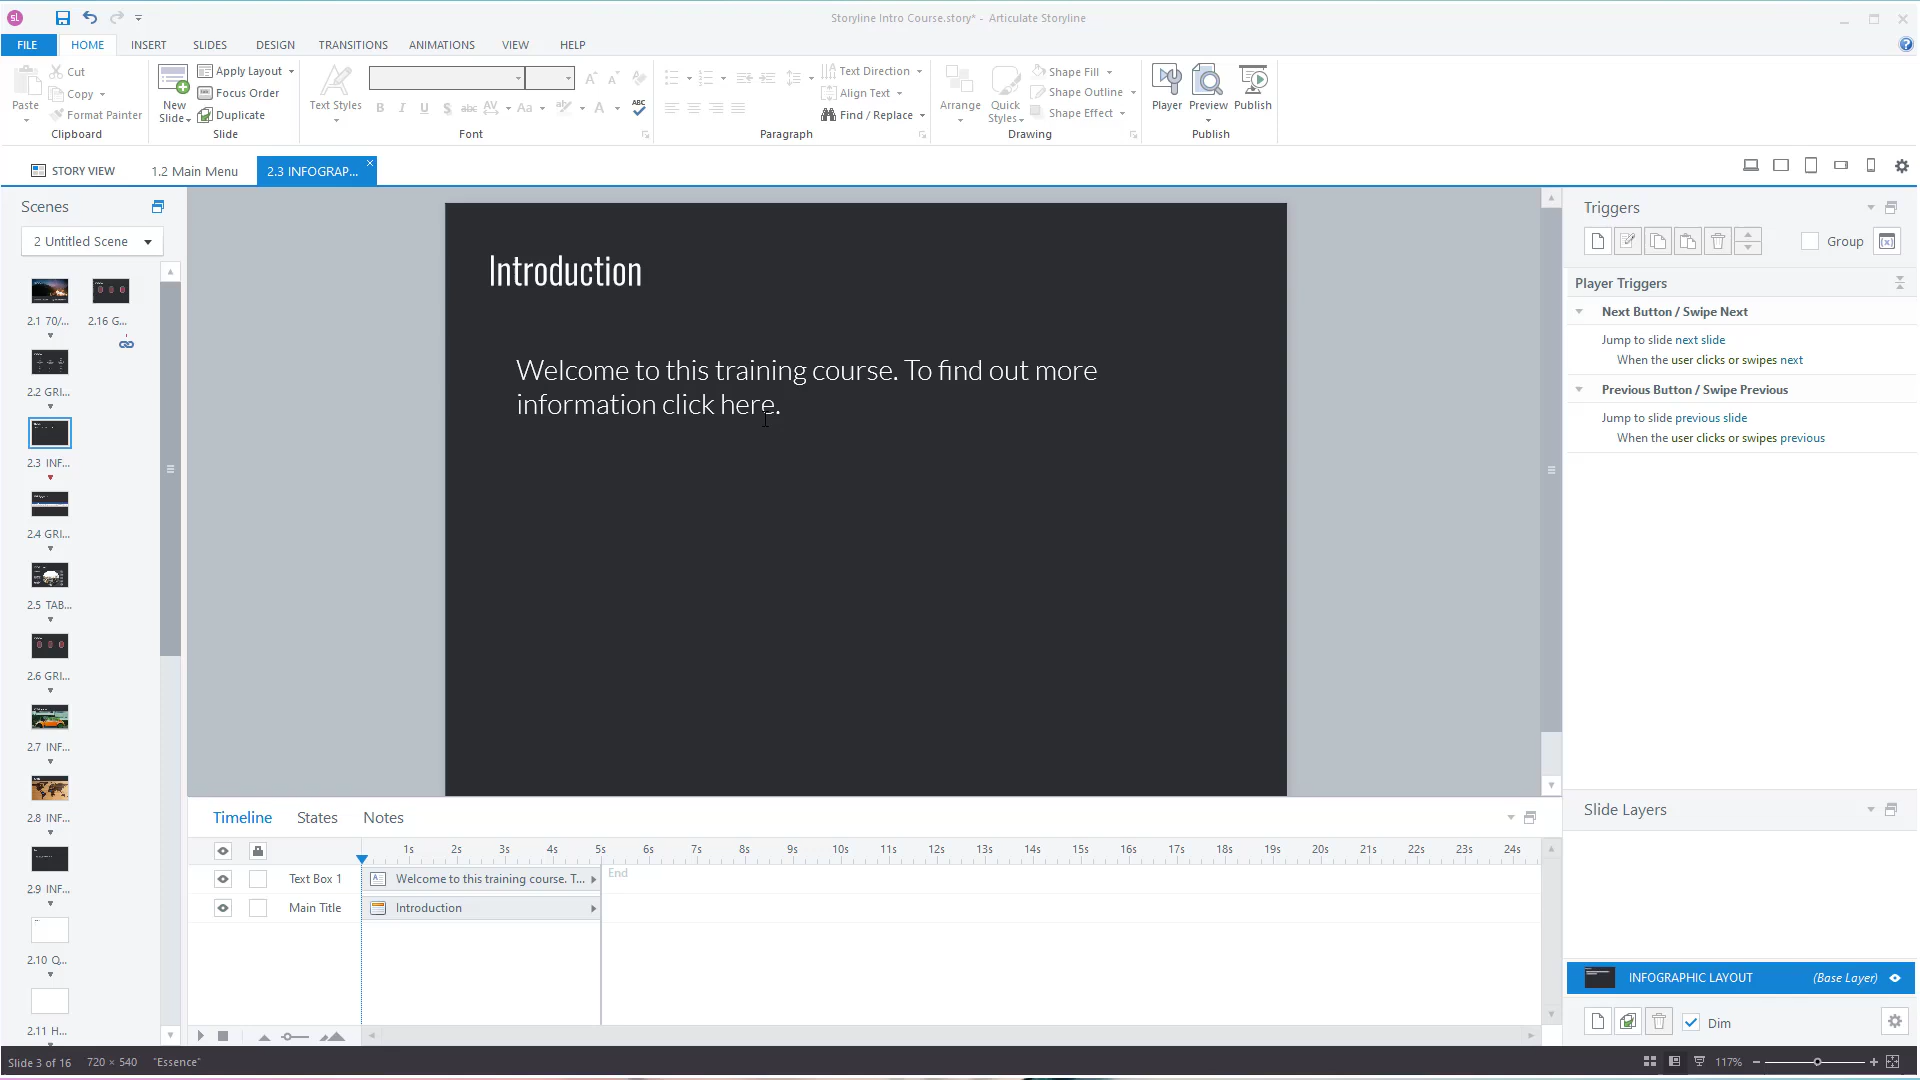 sl
Storyline Intro Course.story* - Articulate Storyline
FILE HOME INSERT SLIDES DESIGN TRANSITIONS ANIMATIONS VIEW HELP
Paste
Cut
Copy
Format Painter
Clipboard
New Slide
Apply Layout
Focus Order
Duplicate
Slide
Text Styles
B I U S abc AV Aa A ABC
Font
Text Direction
Align Text
Find / Replace
Paragraph
Arrange
Quick Styles
Shape Fill
Shape Outline
Shape Effect
Drawing
Player
Preview
Publish
Publish
STORY VIEW
1.2 Main Menu
2.3 INFOGRAP...
Scenes
2 Untitled Scene
2.1 70/...
2.16 G...
2.2 GRI...
2.3 INF...
2.4 GRI...
2.5 TAB...
2.6 GRI...
2.7 INF...
2.8 INF...
2.9 INF...
2.10 Q...
2.11 H...
Introduction
Welcome to this training course. To find out more
information click here.
Timeline States Notes
1s 2s 3s 4s 5s 6s 7s 8s 9s 10s 11s 12s 13s 14s 15s 16s 17s 18s 19s 20s 21s 22s 23s 24s
Text Box 1 Welcome to this training course. T... End
Main Title Introduction
Triggers
Group
Player Triggers
Next Button / Swipe Next
Jump to slide next slide
When the user clicks or swipes next
Previous Button / Swipe Previous
Jump to slide previous slide
When the user clicks or swipes previous
Slide Layers
INFOGRAPHIC LAYOUT (Base Layer)
Dim
Slide 3 of 16 720 × 540 "Essence" 117%